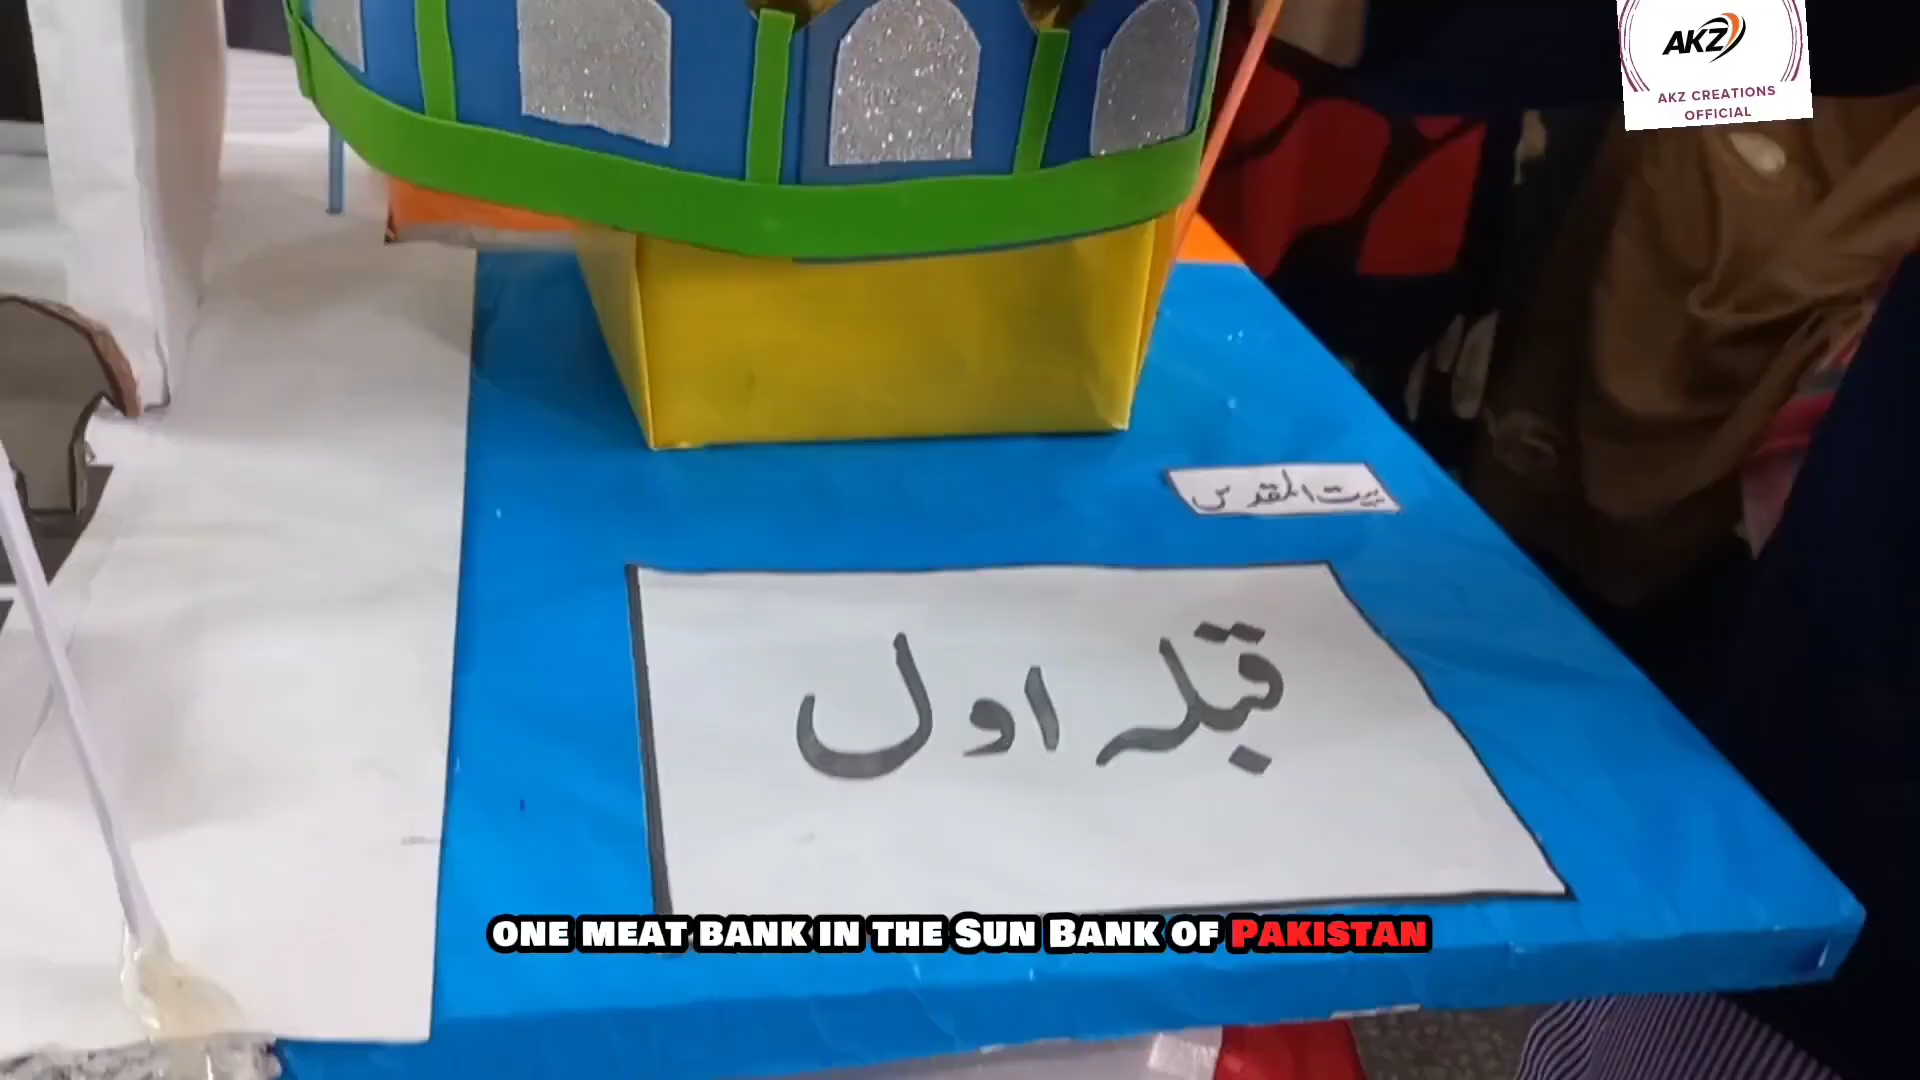 AKZ
AKZ CREATIONS
OFFICIAL
بیت المقدس
قبلہ اول
ONE MEAT BANK IN THE SUN BANK OF PAKISTAN